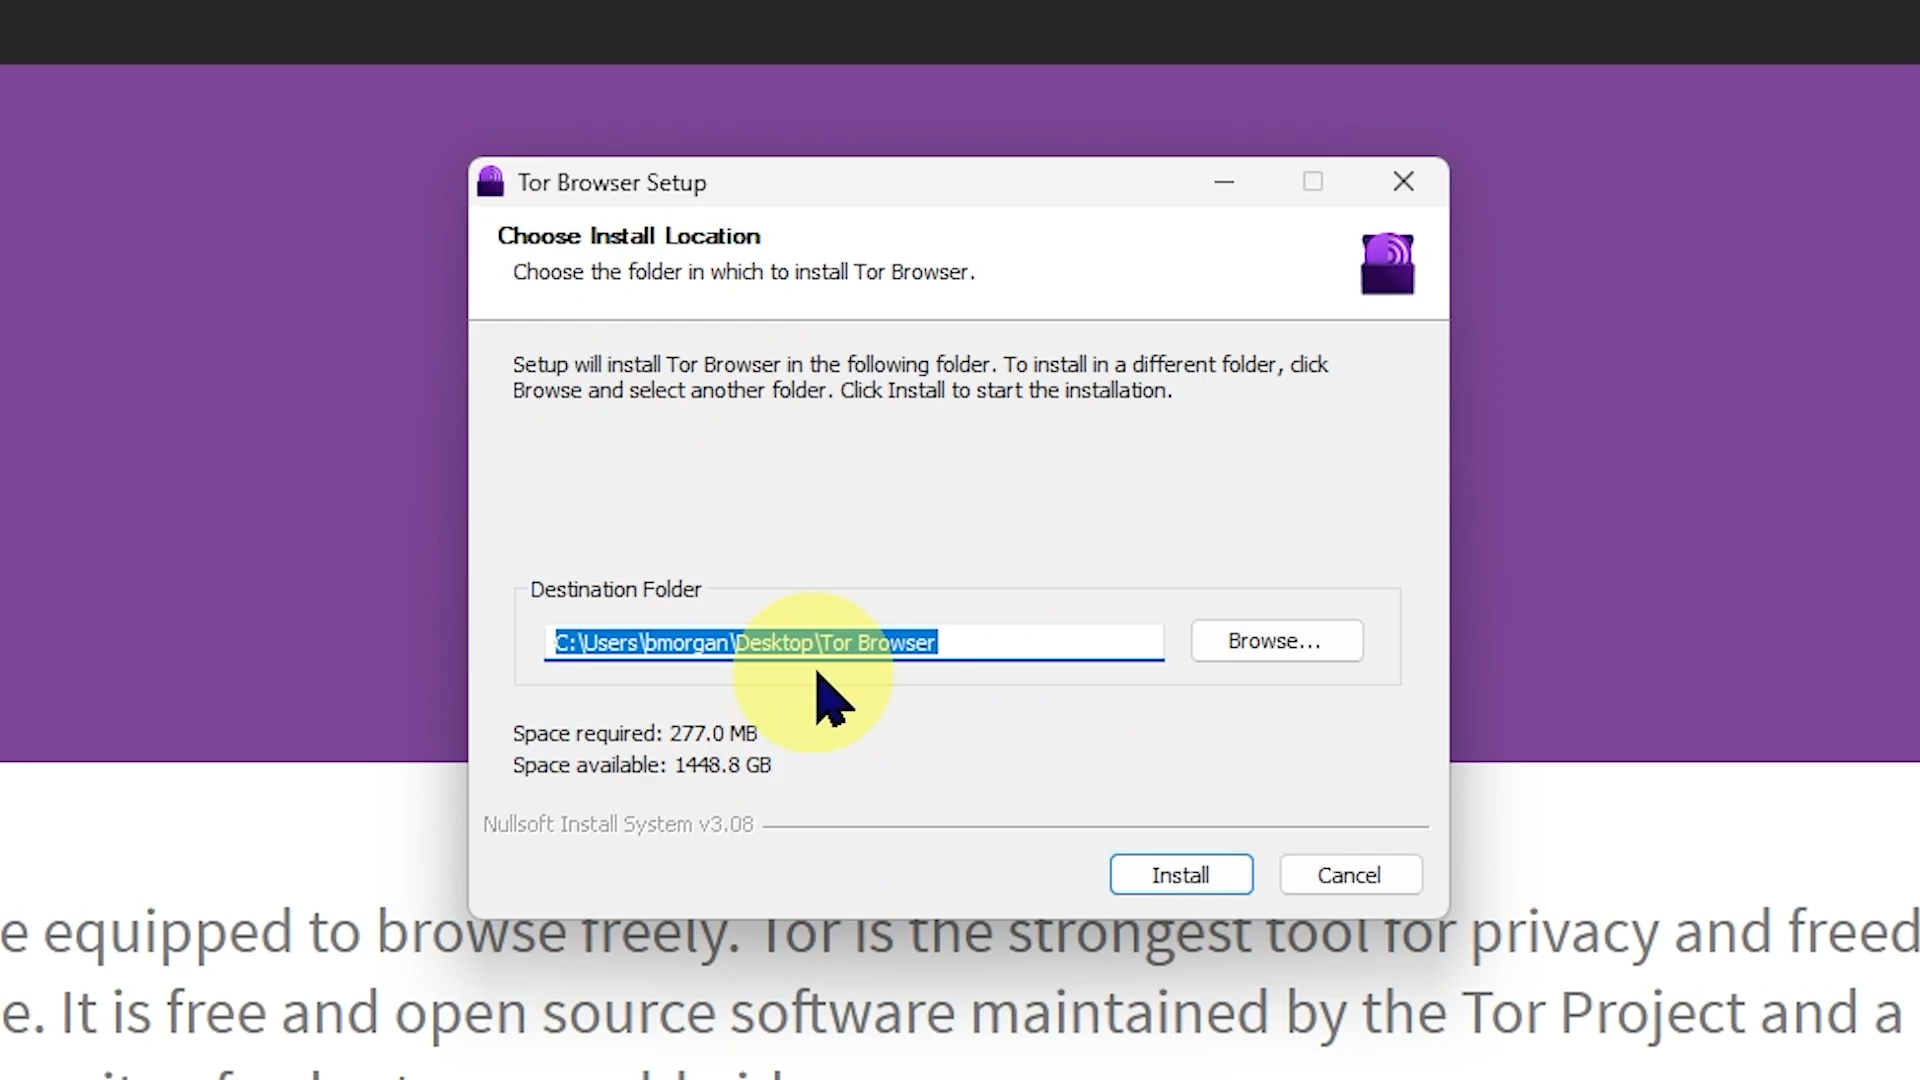 Tor Browser Setup
Choose Install Location
Choose the folder in which to install Tor Browser.
Setup will install Tor Browser in the following folder. To install in a different folder, click
Browse and select another folder. Click Install to start the installation.
Destination Folder
C:\Users\bmorgan\Desktop\Tor Browser
Browse...
Space required: 277.0 MB
Space available: 1448.8 GB
Nullsoft Install System v3.08
Install
Cancel
e equipped to browse freely. Tor is the strongest tool for privacy and freed
e. It is free and open source software maintained by the Tor Project and a